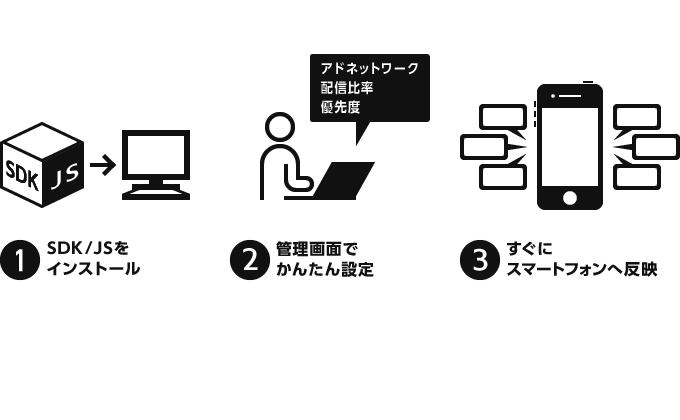 アドネットワーク
配信比率
優先度
SDK
JS
1 SDK/JSを
インストール
2 管理画面で
かんたん設定
3 すぐに
スマートフォンへ反映